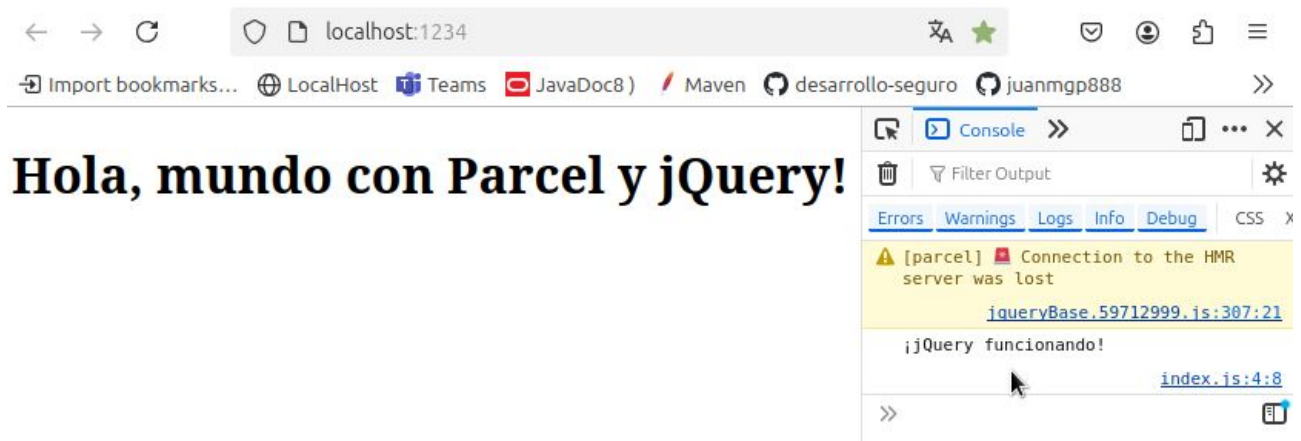 localhost:1234
Import bookmarks... LocalHost Teams JavaDoc8 ) Maven desarrollo-seguro juanmgp888
Console
Hola, mundo con Parcel y jQuery!
Filter Output
Errors Warnings Logs Info Debug CSS X
[parcel] 🚨 Connection to the HMR
server was lost
jqueryBase.59712999.js:307:21
¡jQuery funcionando!
index.js:4:8